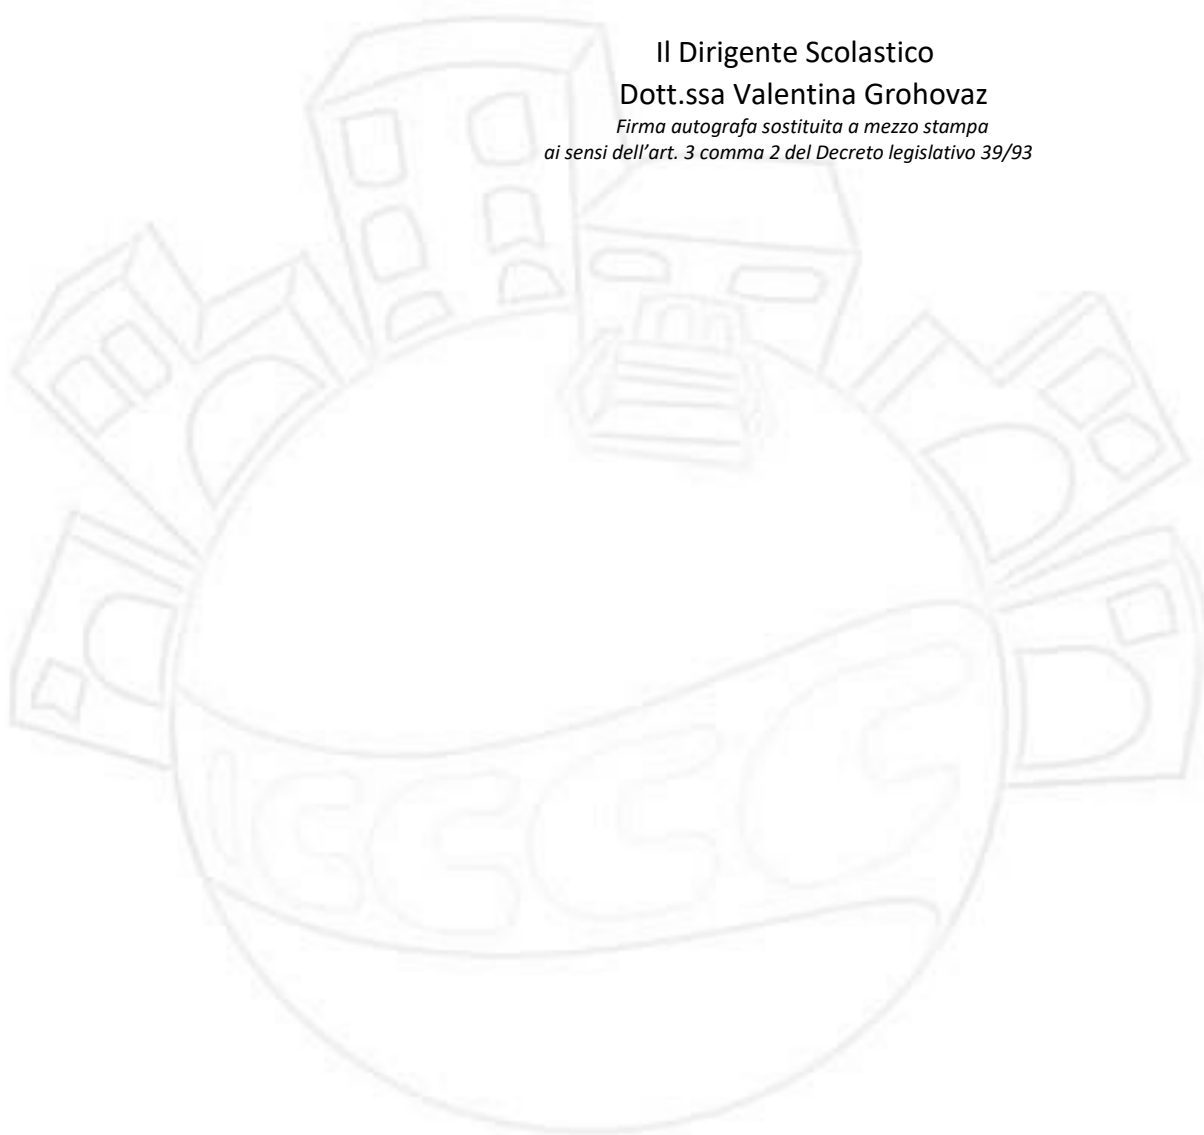 Il Dirigente Scolastico
Dott.ssa Valentina Grohovaz
Firma autografa sostituita a mezzo stampa
ai sensi dell’art. 3 comma 2 del Decreto legislativo 39/93